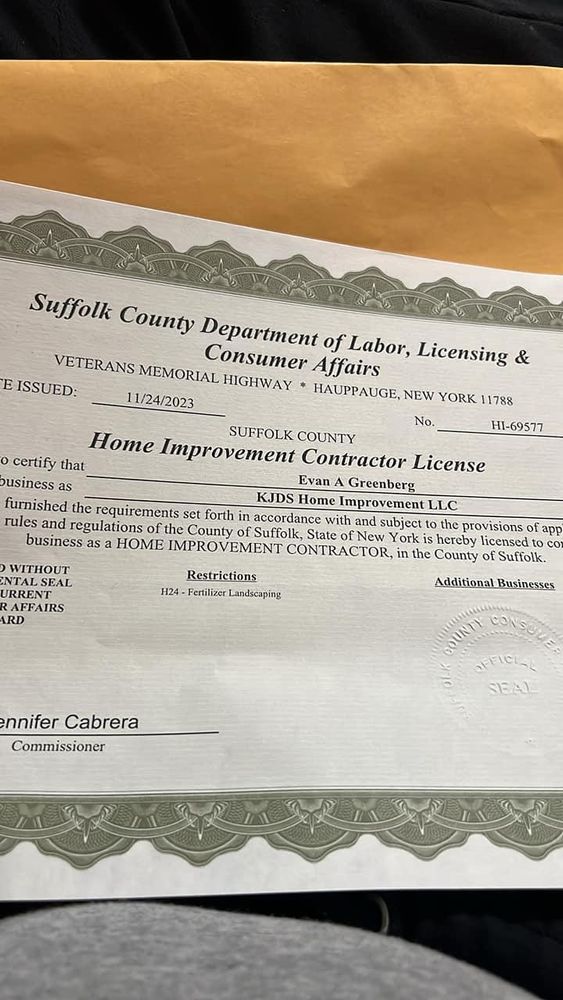 Suffolk County Department of Labor, Licensing &
Consumer Affairs
VETERANS MEMORIAL HIGHWAY * HAUPPAUGE, NEW YORK 11788
TE ISSUED: 11/24/2023
No. HI-69577
SUFFOLK COUNTY
Home Improvement Contractor License
o certify that Evan A Greenberg
business as KJDS Home Improvement LLC
furnished the requirements set forth in accordance with and subject to the provisions of app
rules and regulations of the County of Suffolk, State of New York is hereby licensed to co
business as a HOME IMPROVEMENT CONTRACTOR, in the County of Suffolk.
D WITHOUT
ENTAL SEAL
URRENT
R AFFAIRS
ARD
Restrictions
H24 - Fertilizer Landscaping
Additional Businesses
OLK COUNTY CONSUMER
OFFICIAL
SEAL
ennifer Cabrera
Commissioner